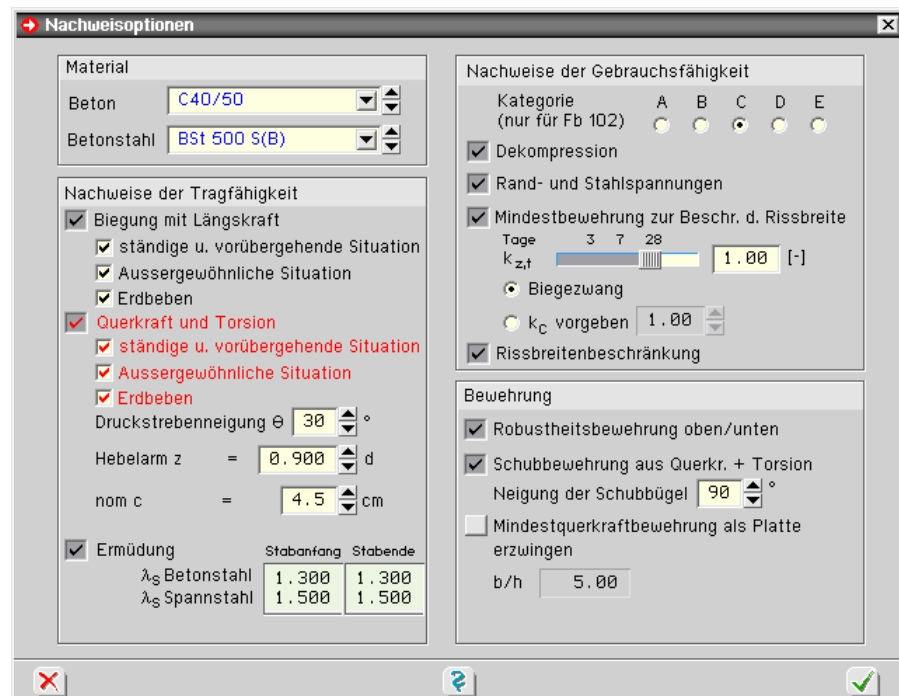 Nachweisoptionen
Material
Beton C40/50
Betonstahl BSt 500 S(B)
Nachweise der Tragfähigkeit
Biegung mit Längskraft
ständige u. vorübergehende Situation
Aussergewöhnliche Situation
Erdbeben
Querkraft und Torsion
ständige u. vorübergehende Situation
Aussergewöhnliche Situation
Erdbeben
Druckstrebenneigung Θ 30 °
Hebelarm z = 0.900 d
nom c = 4.5 cm
Ermüdung Stabanfang Stabende
λS Betonstahl 1.300 1.300
λS Spannstahl 1.500 1.500
Nachweise der Gebrauchsfähigkeit
Kategorie A B C D E
(nur für Fb 102)
Dekompression
Rand- und Stahlspannungen
Mindestbewehrung zur Beschr. d. Rissbreite
Tage 3 7 28
kz,t 1.00 [-]
Biegezwang
kc vorgeben 1.00
Rissbreitenbeschränkung
Bewehrung
Robustheitsbewehrung oben/unten
Schubbewehrung aus Querkr. + Torsion
Neigung der Schubbügel 90 °
Mindestquerkraftbewehrung als Platte
erzwingen
b/h 5.00